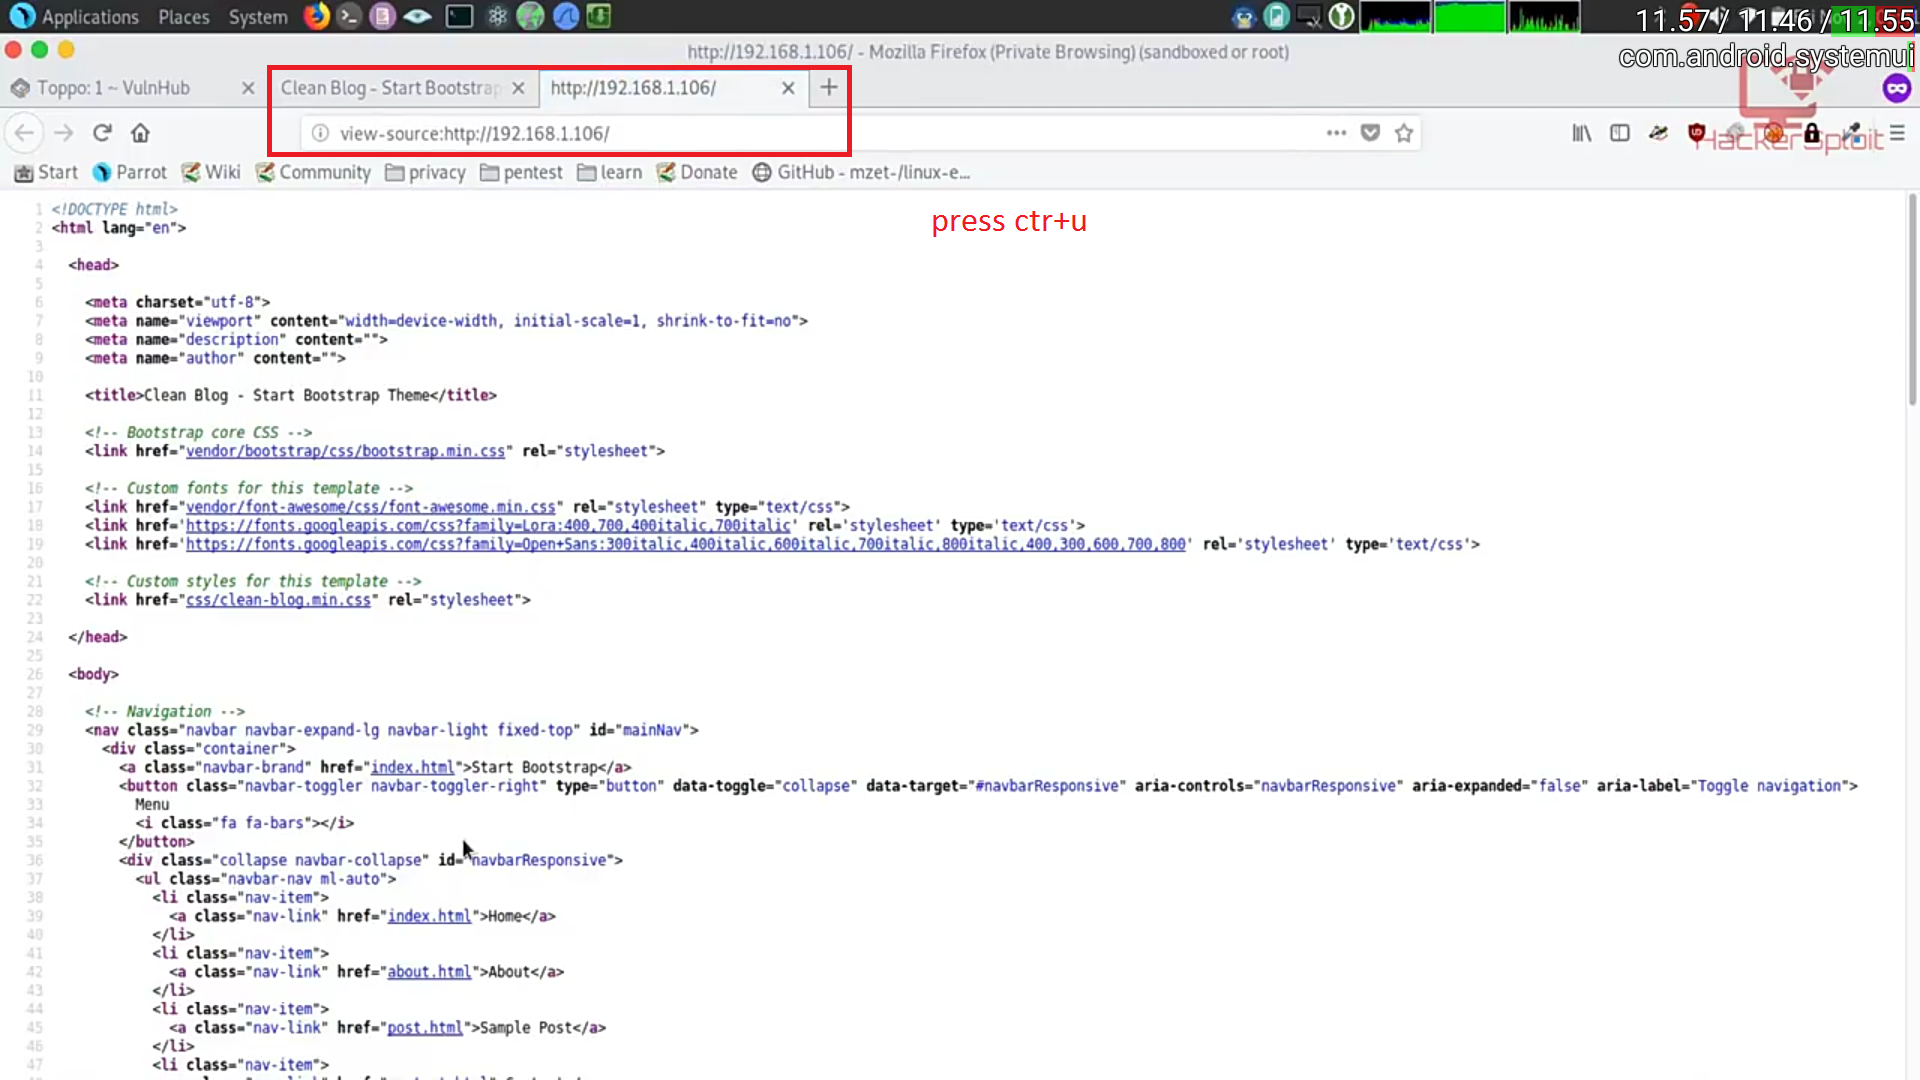 Applications Places System
11.57 / 11.46 / 11.55
http://192.168.1.106/ - Mozilla Firefox (Private Browsing) (sandboxed or root)
com.android.systemui
Toppo: 1 ~ VulnHub
Clean Blog - Start Bootstrap
http://192.168.1.106/
view-source:http://192.168.1.106/
HackerSploit
Start Parrot Wiki Community privacy pentest learn Donate GitHub - mzet-/linux-e...
press ctr+u
1 <!DOCTYPE html>
2 <html lang="en">
3
4 <head>
5
6 <meta charset="utf-8">
7 <meta name="viewport" content="width=device-width, initial-scale=1, shrink-to-fit=no">
8 <meta name="description" content="">
9 <meta name="author" content="">
10
11 <title>Clean Blog - Start Bootstrap Theme</title>
12
13 <!-- Bootstrap core CSS -->
14 <link href="vendor/bootstrap/css/bootstrap.min.css" rel="stylesheet">
15
16 <!-- Custom fonts for this template -->
17 <link href="vendor/font-awesome/css/font-awesome.min.css" rel="stylesheet" type="text/css">
18 <link href='https://fonts.googleapis.com/css?family=Lora:400,700,400italic,700italic' rel='stylesheet' type='text/css'>
19 <link href='https://fonts.googleapis.com/css?family=Open+Sans:300italic,400italic,600italic,700italic,800italic,400,300,600,700,800' rel='stylesheet' type='text/css'>
20
21 <!-- Custom styles for this template -->
22 <link href="css/clean-blog.min.css" rel="stylesheet">
23
24 </head>
25
26 <body>
27
28 <!-- Navigation -->
29 <nav class="navbar navbar-expand-lg navbar-light fixed-top" id="mainNav">
30 <div class="container">
31 <a class="navbar-brand" href="index.html">Start Bootstrap</a>
32 <button class="navbar-toggler navbar-toggler-right" type="button" data-toggle="collapse" data-target="#navbarResponsive" aria-controls="navbarResponsive" aria-expanded="false" aria-label="Toggle navigation">
33 Menu
34 <i class="fa fa-bars"></i>
35 </button>
36 <div class="collapse navbar-collapse" id="navbarResponsive">
37 <ul class="navbar-nav ml-auto">
38 <li class="nav-item">
39 <a class="nav-link" href="index.html">Home</a>
40 </li>
41 <li class="nav-item">
42 <a class="nav-link" href="about.html">About</a>
43 </li>
44 <li class="nav-item">
45 <a class="nav-link" href="post.html">Sample Post</a>
46 </li>
47 <li class="nav-item">